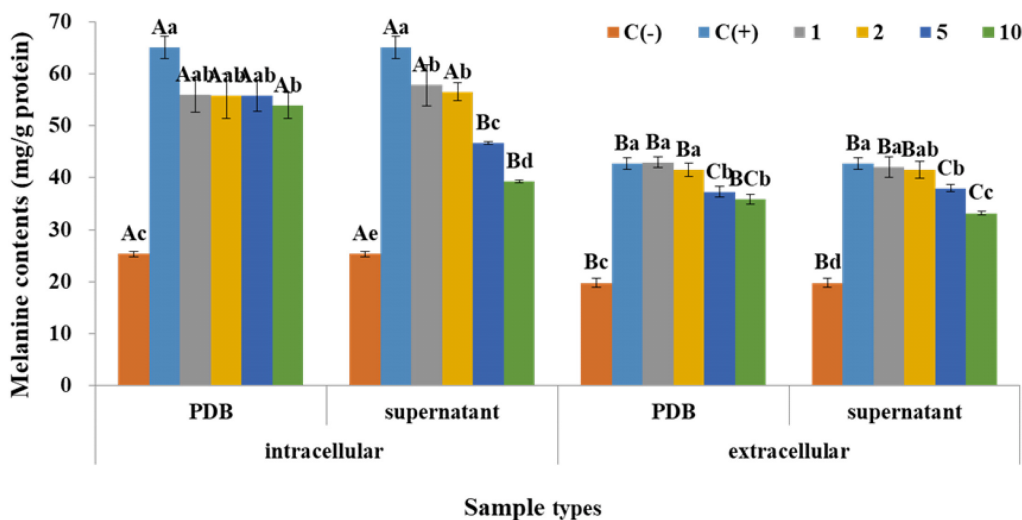 Melanine contents (mg/g protein)
70
60
50
40
30
20
10
0
C(-) C(+) 1 2 5 10
Ac Aa Aab Aab Aab Ab
Ae Aa Ab Ab Bc Bd
Bc Ba Ba Ba Cb BCb
Bd Ba Ba Bab Cb Cc
PDB supernatant PDB supernatant
intracellular extracellular
Sample types